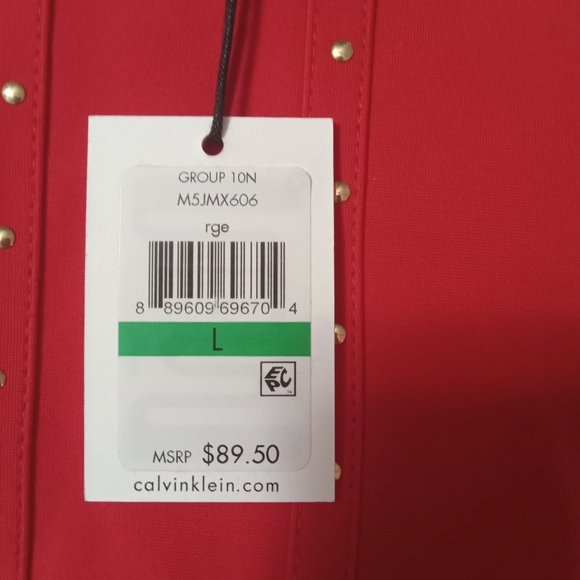 GROUP 10N
M5JMX606
rge
8 89609 69670 4
L
EPC
MSRP $89.50
calvinklein.com